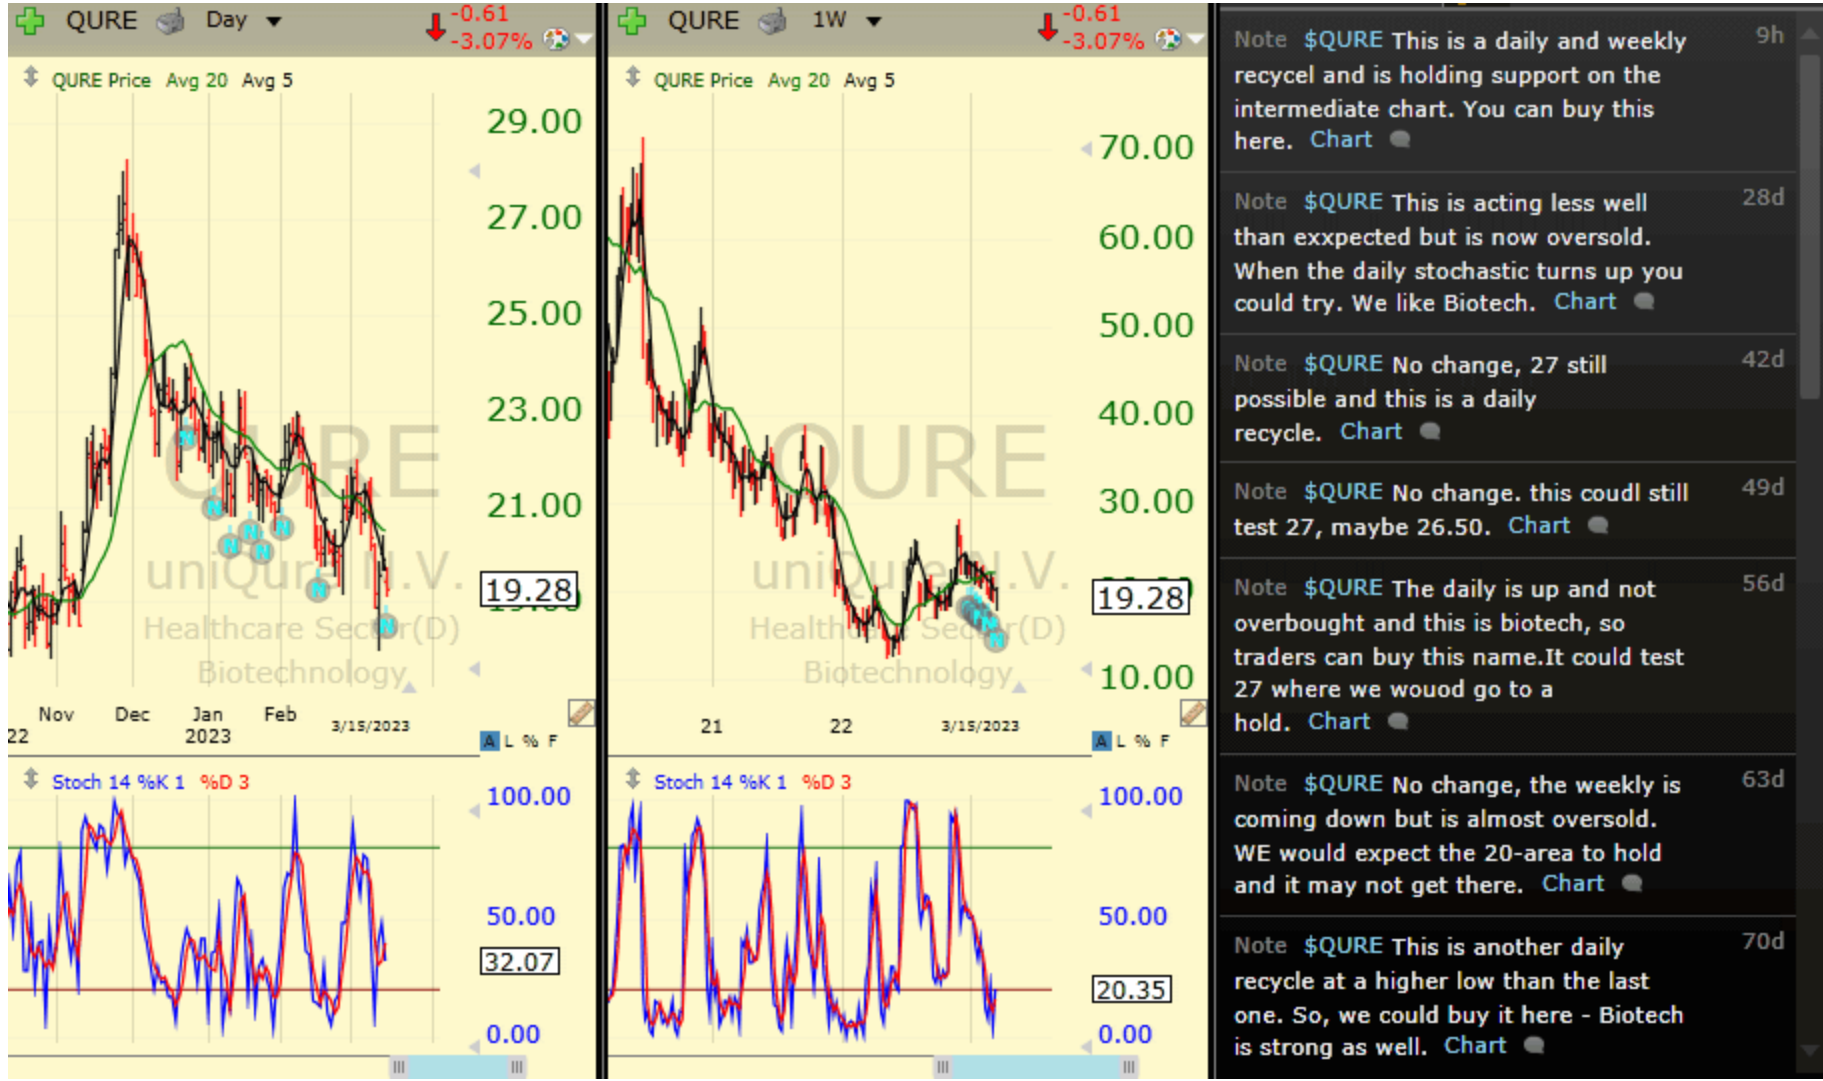 QURE Day
-0.61
-3.07%
QURE Price Avg 20 Avg 5
29.00
27.00
25.00
23.00
21.00
19.28
QURE
uniQure N.V.
Healthcare Sector(D)
Biotechnology
Nov Dec Jan Feb 3/15/2023
22 2023
A L % F
Stoch 14 %K 1 %D 3
100.00
50.00
32.07
0.00
N
N
N
N
N
N
N
N
QURE 1W
-0.61
-3.07%
QURE Price Avg 20 Avg 5
70.00
60.00
50.00
40.00
30.00
19.28
10.00
QURE
uniQure N.V.
Healthcare Sector(D)
Biotechnology
21 22 3/15/2023
A L % F
Stoch 14 %K 1 %D 3
100.00
50.00
20.35
0.00
Note $QURE This is a daily and weekly 9h
recycel and is holding support on the
intermediate chart. You can buy this
here. Chart
Note $QURE This is acting less well 28d
than exxpected but is now oversold.
When the daily stochastic turns up you
could try. We like Biotech. Chart
Note $QURE No change, 27 still 42d
possible and this is a daily
recycle. Chart
Note $QURE No change. this coudl still 49d
test 27, maybe 26.50. Chart
Note $QURE The daily is up and not 56d
overbought and this is biotech, so
traders can buy this name.It could test
27 where we wouod go to a
hold. Chart
Note $QURE No change, the weekly is 63d
coming down but is almost oversold.
WE would expect the 20-area to hold
and it may not get there. Chart
Note $QURE This is another daily 70d
recycle at a higher low than the last
one. So, we could buy it here - Biotech
is strong as well. Chart